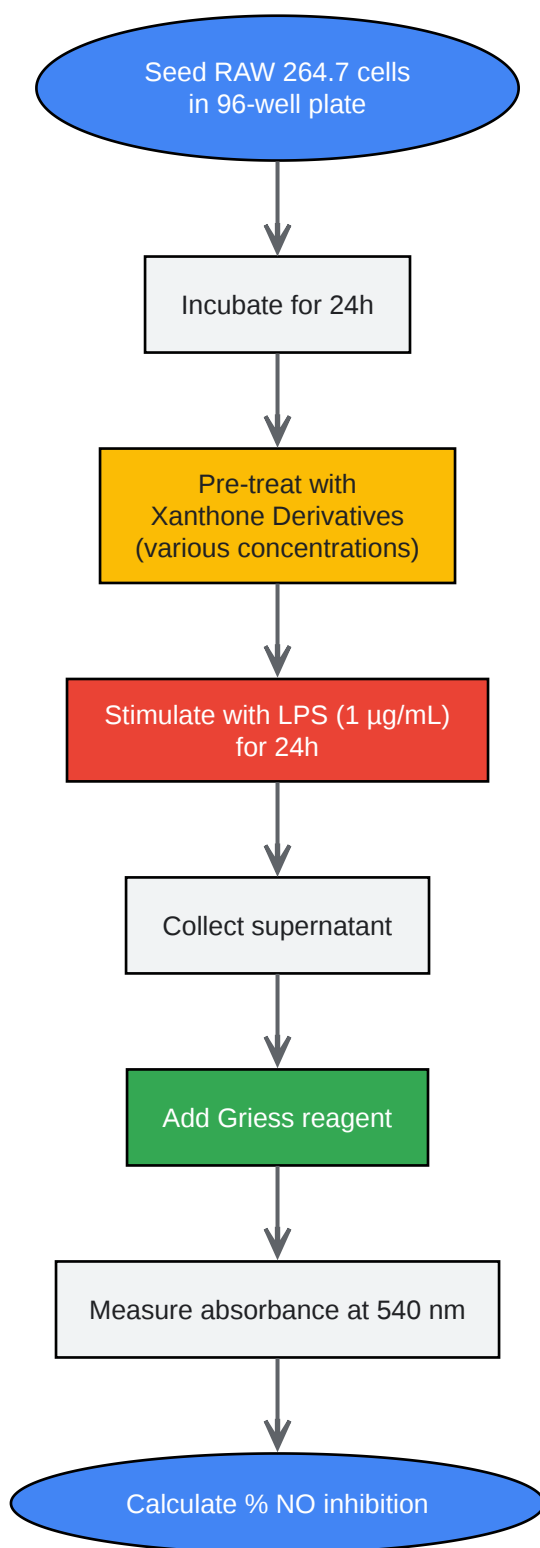 Seed RAW 264.7 cells
in 96-well plate
Incubate for 24h
Pre-treat with
Xanthone Derivatives
(various concentrations)
Stimulate with LPS (1 µg/mL)
for 24h
Collect supernatant
Add Griess reagent
Measure absorbance at 540 nm
Calculate % NO inhibition